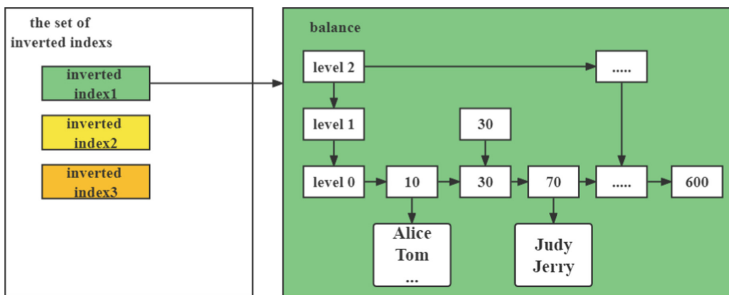 the set of
inverted indexs
inverted
index1
inverted
index2
inverted
index3
balance
level 2
.....
level 1
30
level 0
10
30
70
.....
600
Alice
Tom
...
Judy
Jerry